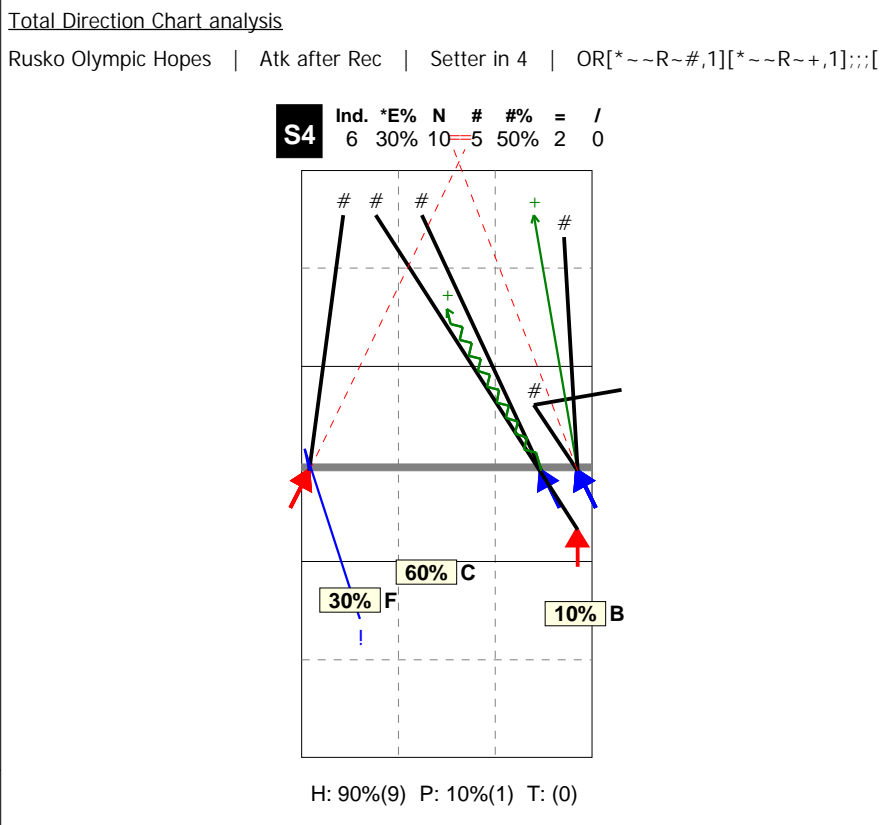 Total Direction Chart analysis
Rusko Olympic Hopes | Atk after Rec | Setter in 4 | OR[*~~R~#,1][*~~R~+,1];;;[
Ind. *E% N # #% = /
S4 6 30% 10 5 50% 2 0
==
# # # + #
+
#
60% C
30% F
10% B
!
H: 90%(9) P: 10%(1) T: (0)